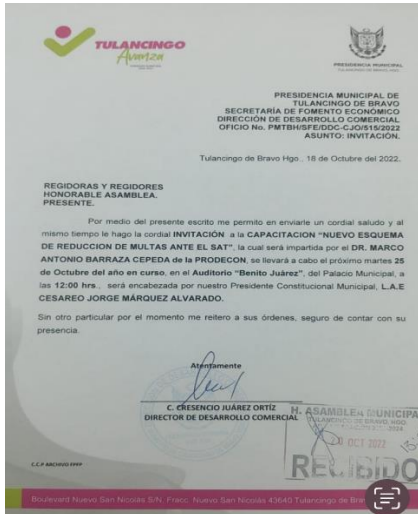 TULANCINGO
Avanza
PRESIDENCIA MUNICIPAL
PRESIDENCIA MUNICIPAL DE
TULANCINGO DE BRAVO
SECRETARÍA DE FOMENTO ECONÓMICO
DIRECCIÓN DE DESARROLLO COMERCIAL
OFICIO No. PMTBH/SFE/DDC-CJO/515/2022
ASUNTO: INVITACIÓN.
Tulancingo de Bravo Hgo., 18 de Octubre del 2022.
REGIDORAS Y REGIDORES
HONORABLE ASAMBLEA.
PRESENTE.
Por medio del presente escrito me permito en enviarle un cordial saludo y al
mismo tiempo le hago la cordial INVITACIÓN a la CAPACITACION "NUEVO ESQUEMA
DE REDUCCION DE MULTAS ANTE EL SAT", la cual será impartida por el DR. MARCO
ANTONIO BARRAZA CEPEDA de la PRODECON, se llevará a cabo el próximo martes 25
de Octubre del año en curso, en el Auditorio "Benito Juárez", del Palacio Municipal, a
las 12:00 hrs., será encabezada por nuestro Presidente Constitucional Municipal, L.A.E
CESAREO JORGE MÁRQUEZ ALVARADO.
Sin otro particular por el momento me reitero a sus órdenes, seguro de contar con su
presencia.
Atentamente
C. CRESENCIO JUÁREZ ORTÍZ
DIRECTOR DE DESARROLLO COMERCIAL
H. ASAMBLEA MUNICIPA
TULANCINGO DE BRAVO, HGO
OCT 2022
RECIBIDO
C.C.P ARCHIVO
Boulevard Nuevo San Nicolás S/N, Fracc. Nuevo San Nicolás 43640 Tulancingo de Bra